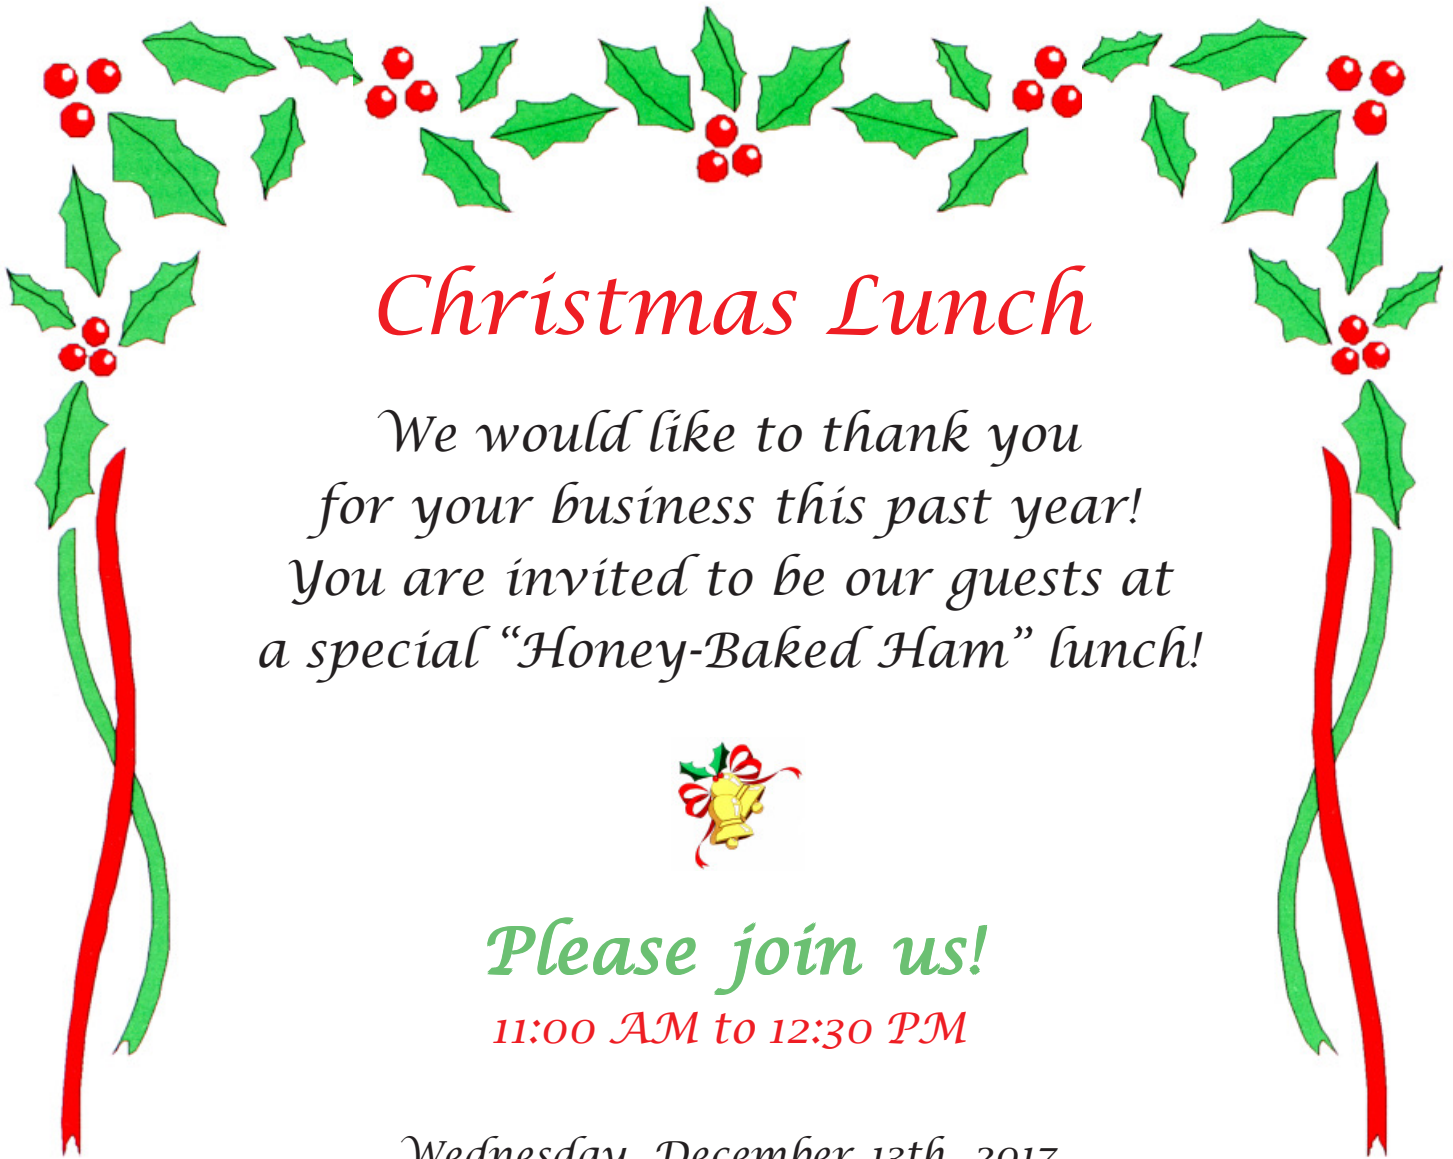 Christmas Lunch
We would like to thank you
for your business this past year!
You are invited to be our guests at
a special “Honey-Baked Ham” lunch!
Please join us!
11:00 AM to 12:30 PM
Wednesday, December 13th, 2017